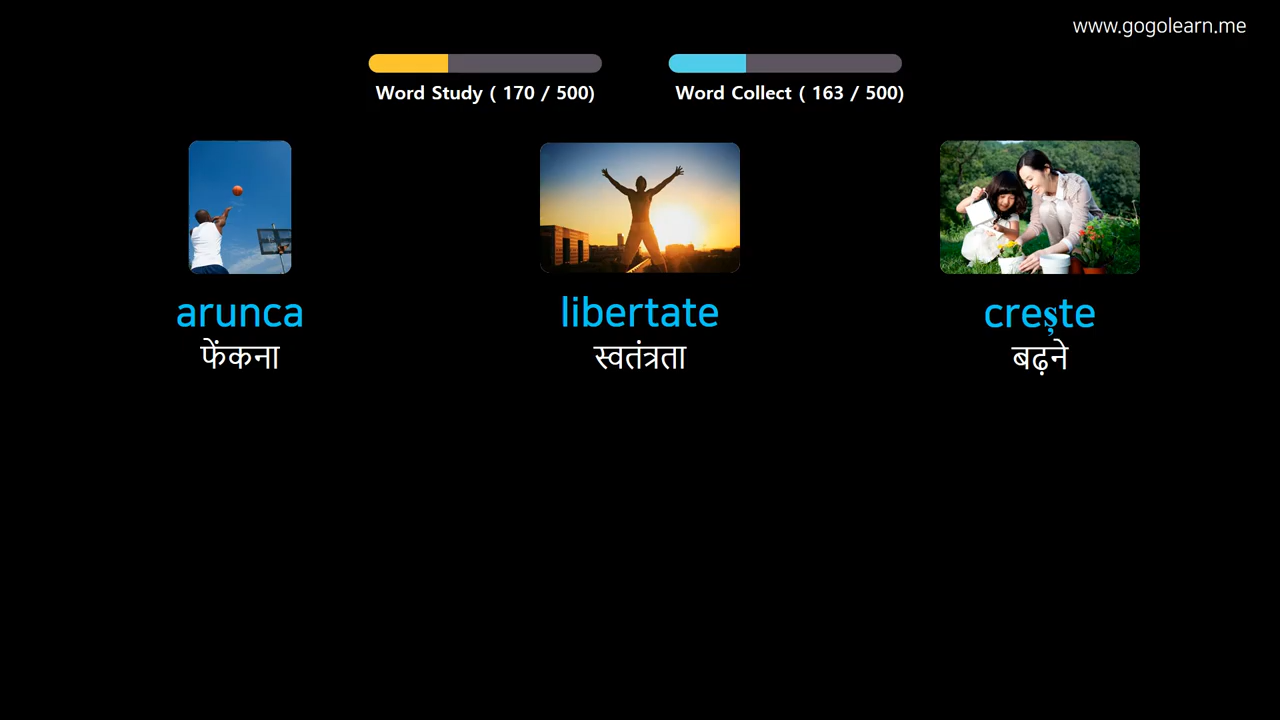 www.gogolearn.me
Word Study ( 170 / 500)
Word Collect ( 163 / 500)
arunca
libertate
crește
फेंकना
स्वतंत्रता
बढ़ने